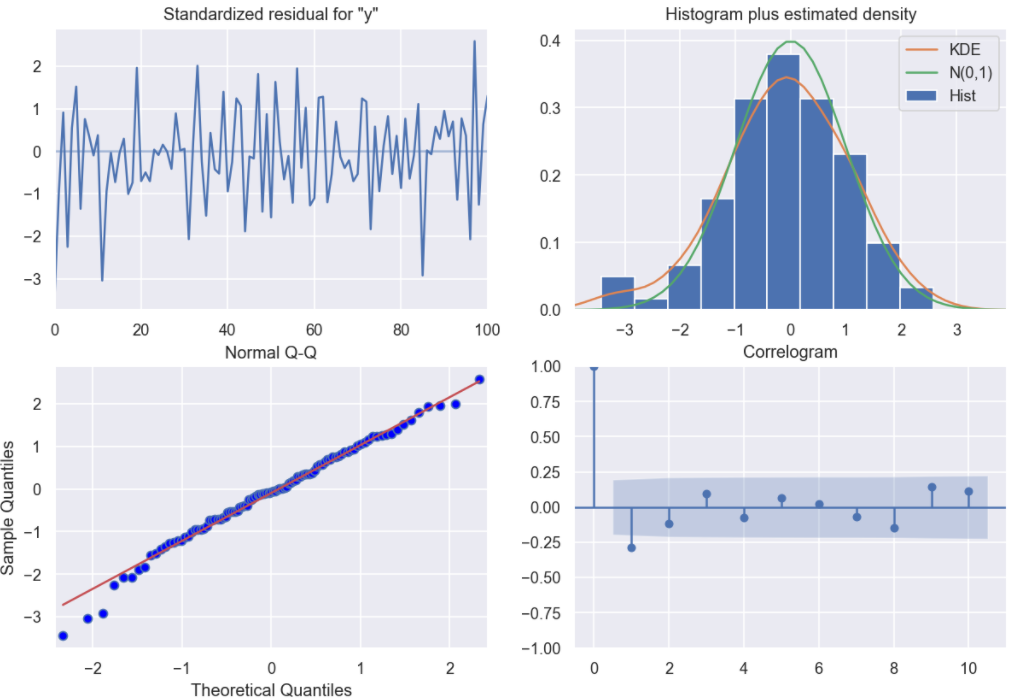 Standardized residual for "y"
2
1
0
−1
−2
−3
0 20 40 60 80 100
Histogram plus estimated density
0.4
0.3
0.2
0.1
0.0
KDE
N(0,1)
Hist
−3 −2 −1 0 1 2 3
Normal Q-Q
Sample Quantiles
2
1
0
−1
−2
−3
−2 −1 0 1 2
Theoretical Quantiles
Correlogram
1.00
0.75
0.50
0.25
0.00
−0.25
−0.50
−0.75
−1.00
0 2 4 6 8 10